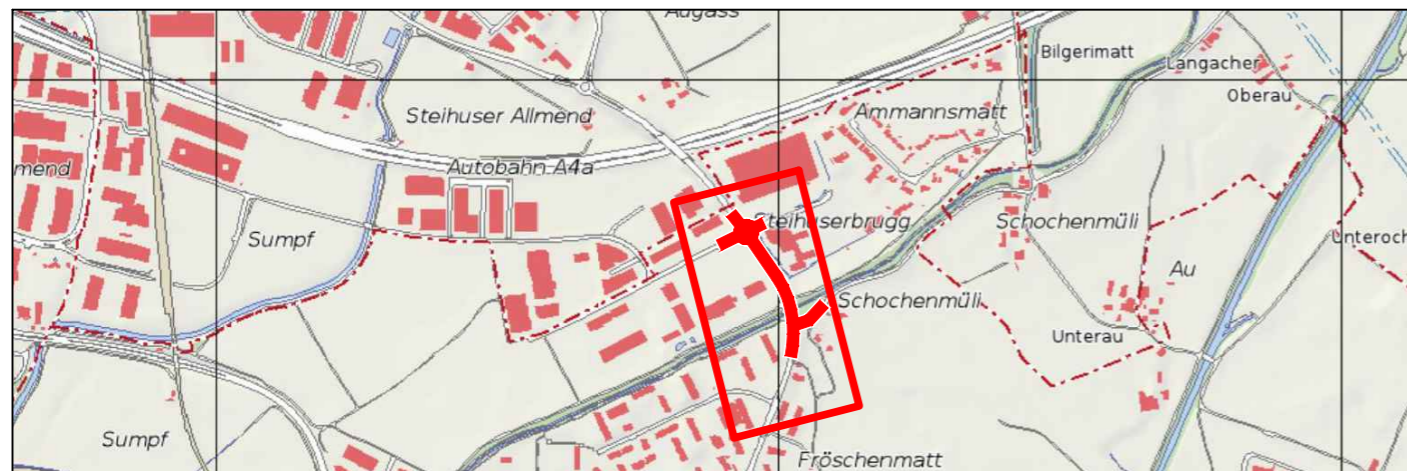 Augass
Bilgerimatt
Langacher
Oberau
Steihuser Allmend
Ammannsmatt
mend
Autobahn A4a
Sumpf
Steihuserbrugg
Schochenmüli
Unteroch
Au
Schochenmüli
Unterau
Sumpf
Fröschenmatt